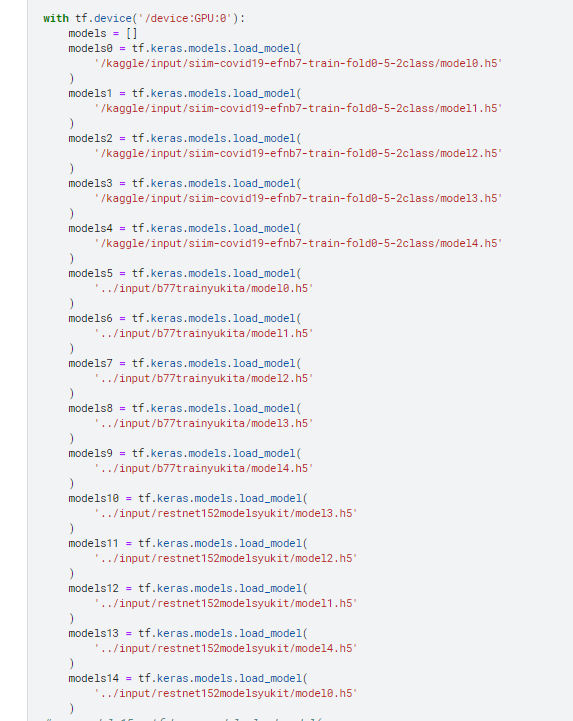 with tf.device('/device:GPU:0'):
    models = []
    models0 = tf.keras.models.load_model(
        '/kaggle/input/siim-covid19-efnb7-train-fold0-5-2class/model0.h5'
    )
    models1 = tf.keras.models.load_model(
        '/kaggle/input/siim-covid19-efnb7-train-fold0-5-2class/model1.h5'
    )
    models2 = tf.keras.models.load_model(
        '/kaggle/input/siim-covid19-efnb7-train-fold0-5-2class/model2.h5'
    )
    models3 = tf.keras.models.load_model(
        '/kaggle/input/siim-covid19-efnb7-train-fold0-5-2class/model3.h5'
    )
    models4 = tf.keras.models.load_model(
        '/kaggle/input/siim-covid19-efnb7-train-fold0-5-2class/model4.h5'
    )
    models5 = tf.keras.models.load_model(
        '../input/b77trainyukita/model0.h5'
    )
    models6 = tf.keras.models.load_model(
        '../input/b77trainyukita/model1.h5'
    )
    models7 = tf.keras.models.load_model(
        '../input/b77trainyukita/model2.h5'
    )
    models8 = tf.keras.models.load_model(
        '../input/b77trainyukita/model3.h5'
    )
    models9 = tf.keras.models.load_model(
        '../input/b77trainyukita/model4.h5'
    )
    models10 = tf.keras.models.load_model(
        '../input/restnet152modelsyukit/model3.h5'
    )
    models11 = tf.keras.models.load_model(
        '../input/restnet152modelsyukit/model2.h5'
    )
    models12 = tf.keras.models.load_model(
        '../input/restnet152modelsyukit/model1.h5'
    )
    models13 = tf.keras.models.load_model(
        '../input/restnet152modelsyukit/model4.h5'
    )
    models14 = tf.keras.models.load_model(
        '../input/restnet152modelsyukit/model0.h5'
    )